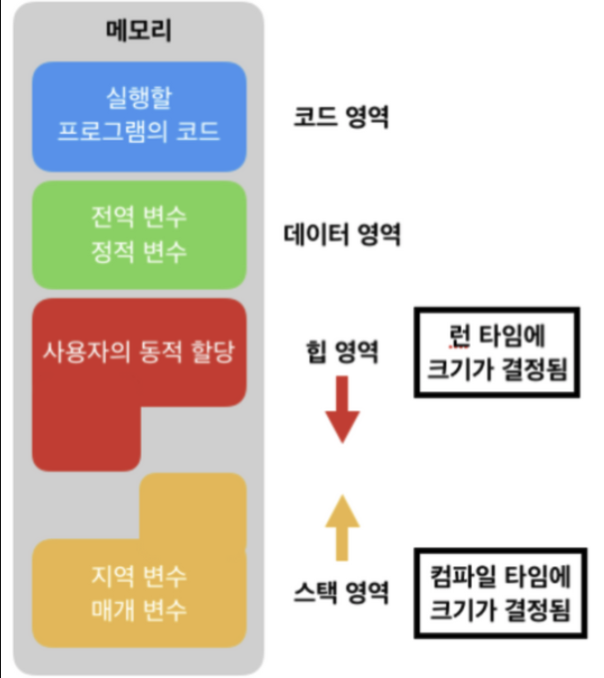 메모리
실행할
프로그램의 코드
코드 영역
전역 변수
정적 변수
데이터 영역
사용자의 동적 할당
힙 영역
런 타임에
크기가 결정됨
지역 변수
매개 변수
스택 영역
컴파일 타임에
크기가 결정됨